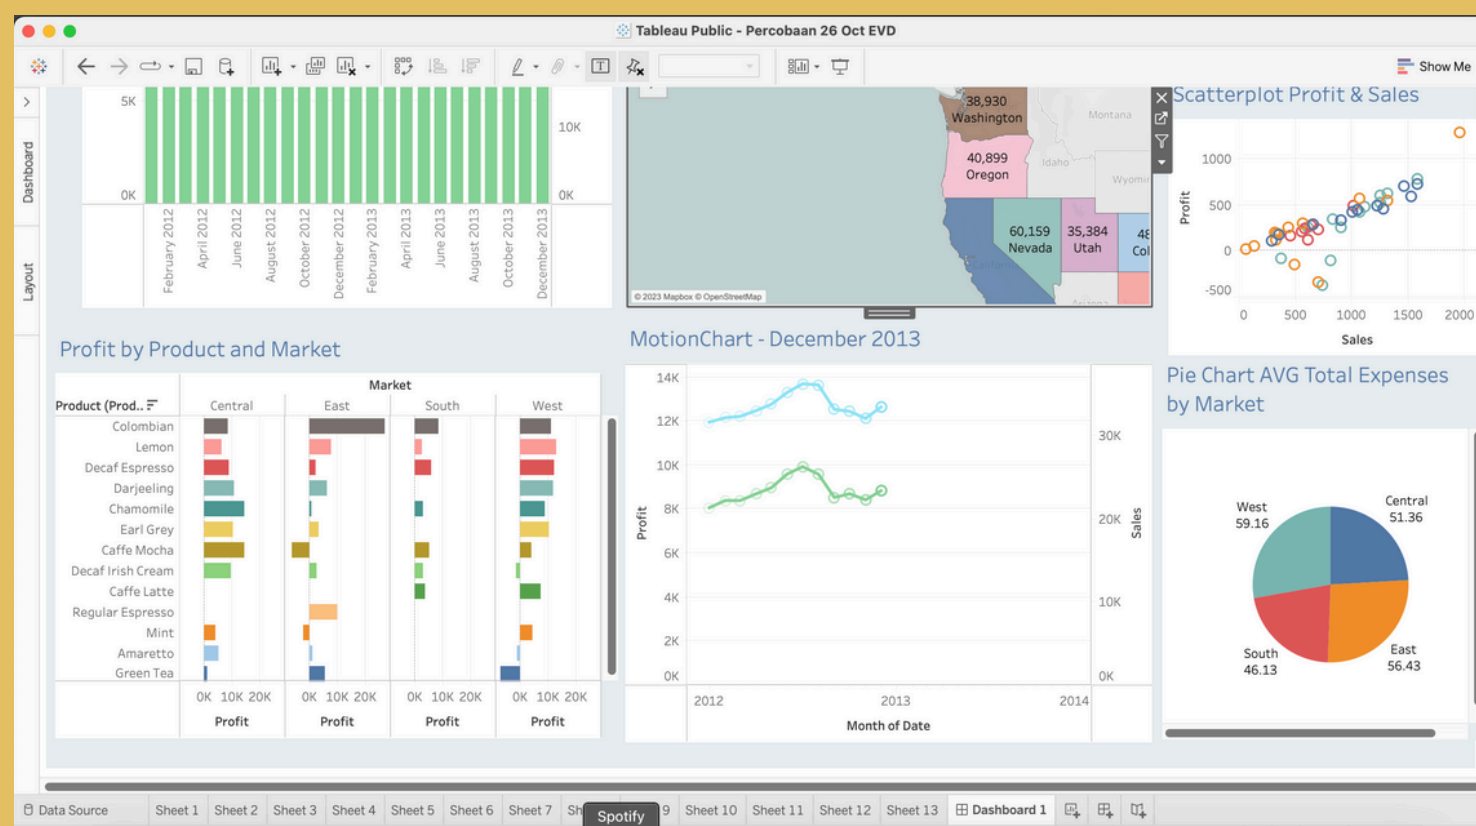 Tableau Public - Percobaan 26 Oct EVD
Show Me
Dashboard
Layout
5K
0K
10K
0K
February 2012
April 2012
June 2012
August 2012
October 2012
December 2012
February 2013
April 2013
June 2013
August 2013
October 2013
December 2013
38,930
Washington
Montana
40,899
Oregon
Idaho
Wyomin
60,159
Nevada
35,384
Utah
48
Col
California
Arizona
© 2023 Mapbox © OpenStreetMap
Scatterplot Profit & Sales
1000
500
0
-500
Profit
0 500 1000 1500 2000
Sales
Profit by Product and Market
Market
Product (Prod.. Central East South West
Colombian
Lemon
Decaf Espresso
Darjeeling
Chamomile
Earl Grey
Caffe Mocha
Decaf Irish Cream
Caffe Latte
Regular Espresso
Mint
Amaretto
Green Tea
0K 10K 20K 0K 10K 20K 0K 10K 20K 0K 10K 20K
Profit Profit Profit Profit
MotionChart - December 2013
14K
12K
10K
8K
6K
4K
2K
0K
Profit
30K
20K
10K
0K
Sales
2012 2013 2014
Month of Date
Pie Chart AVG Total Expenses
by Market
West
59.16
Central
51.36
South
46.13
East
56.43
Data Source Sheet 1 Sheet 2 Sheet 3 Sheet 4 Sheet 5 Sheet 6 Sheet 7 Sh 9 Sheet 10 Sheet 11 Sheet 12 Sheet 13 Dashboard 1
Spotify